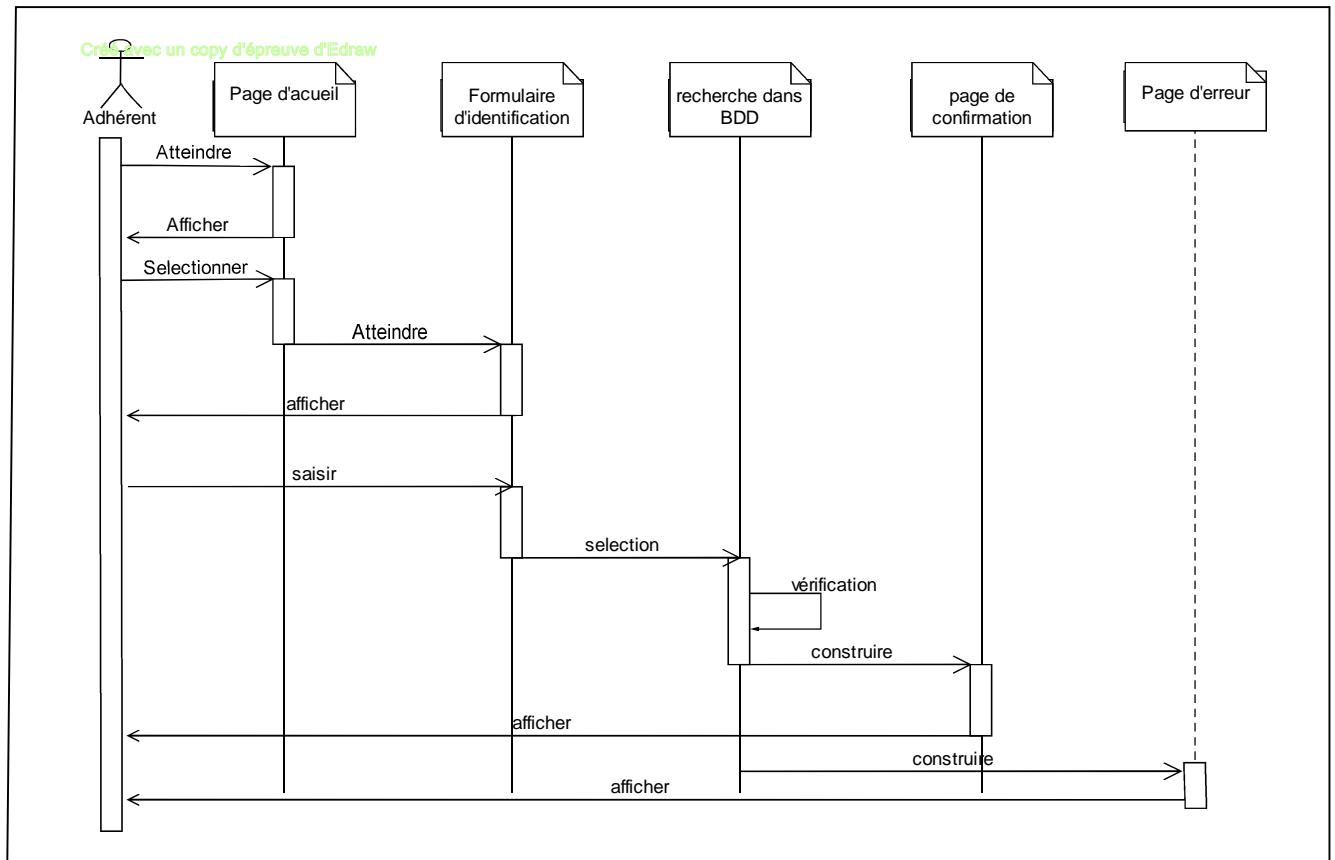 Créé avec un copy d'épreuve d'Edraw
Adhérent
Page d'acueil
Formulaire
d'identification
recherche dans
BDD
page de
confirmation
Page d'erreur
Atteindre
Afficher
Selectionner
Atteindre
afficher
saisir
selection
vérification
construire
afficher
construire
afficher